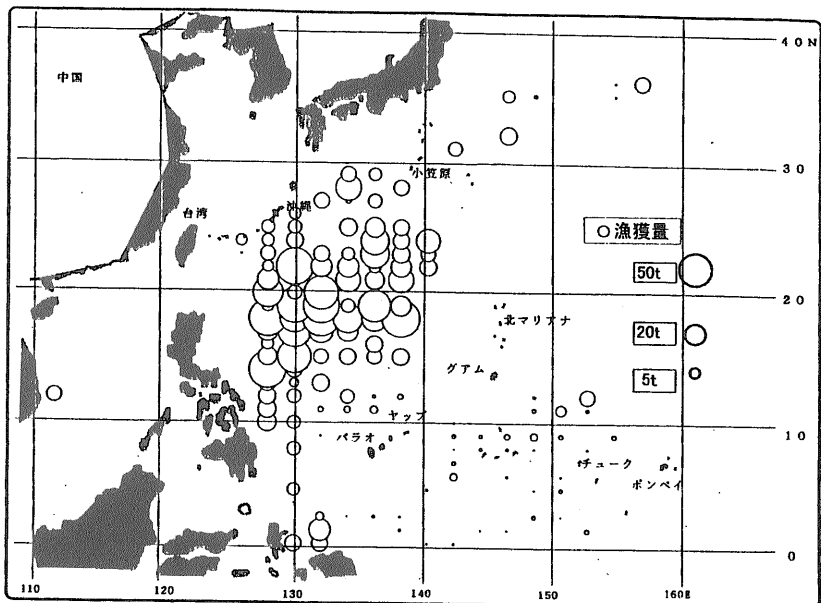 40N
中国
30
小笠原
沖縄
台湾
○漁獲量
50t
20
北マリアナ
20t
グアム
5t
ヤップ
10
パラオ
チューク
ポンペイ
0
110
120
130
140
150
160E